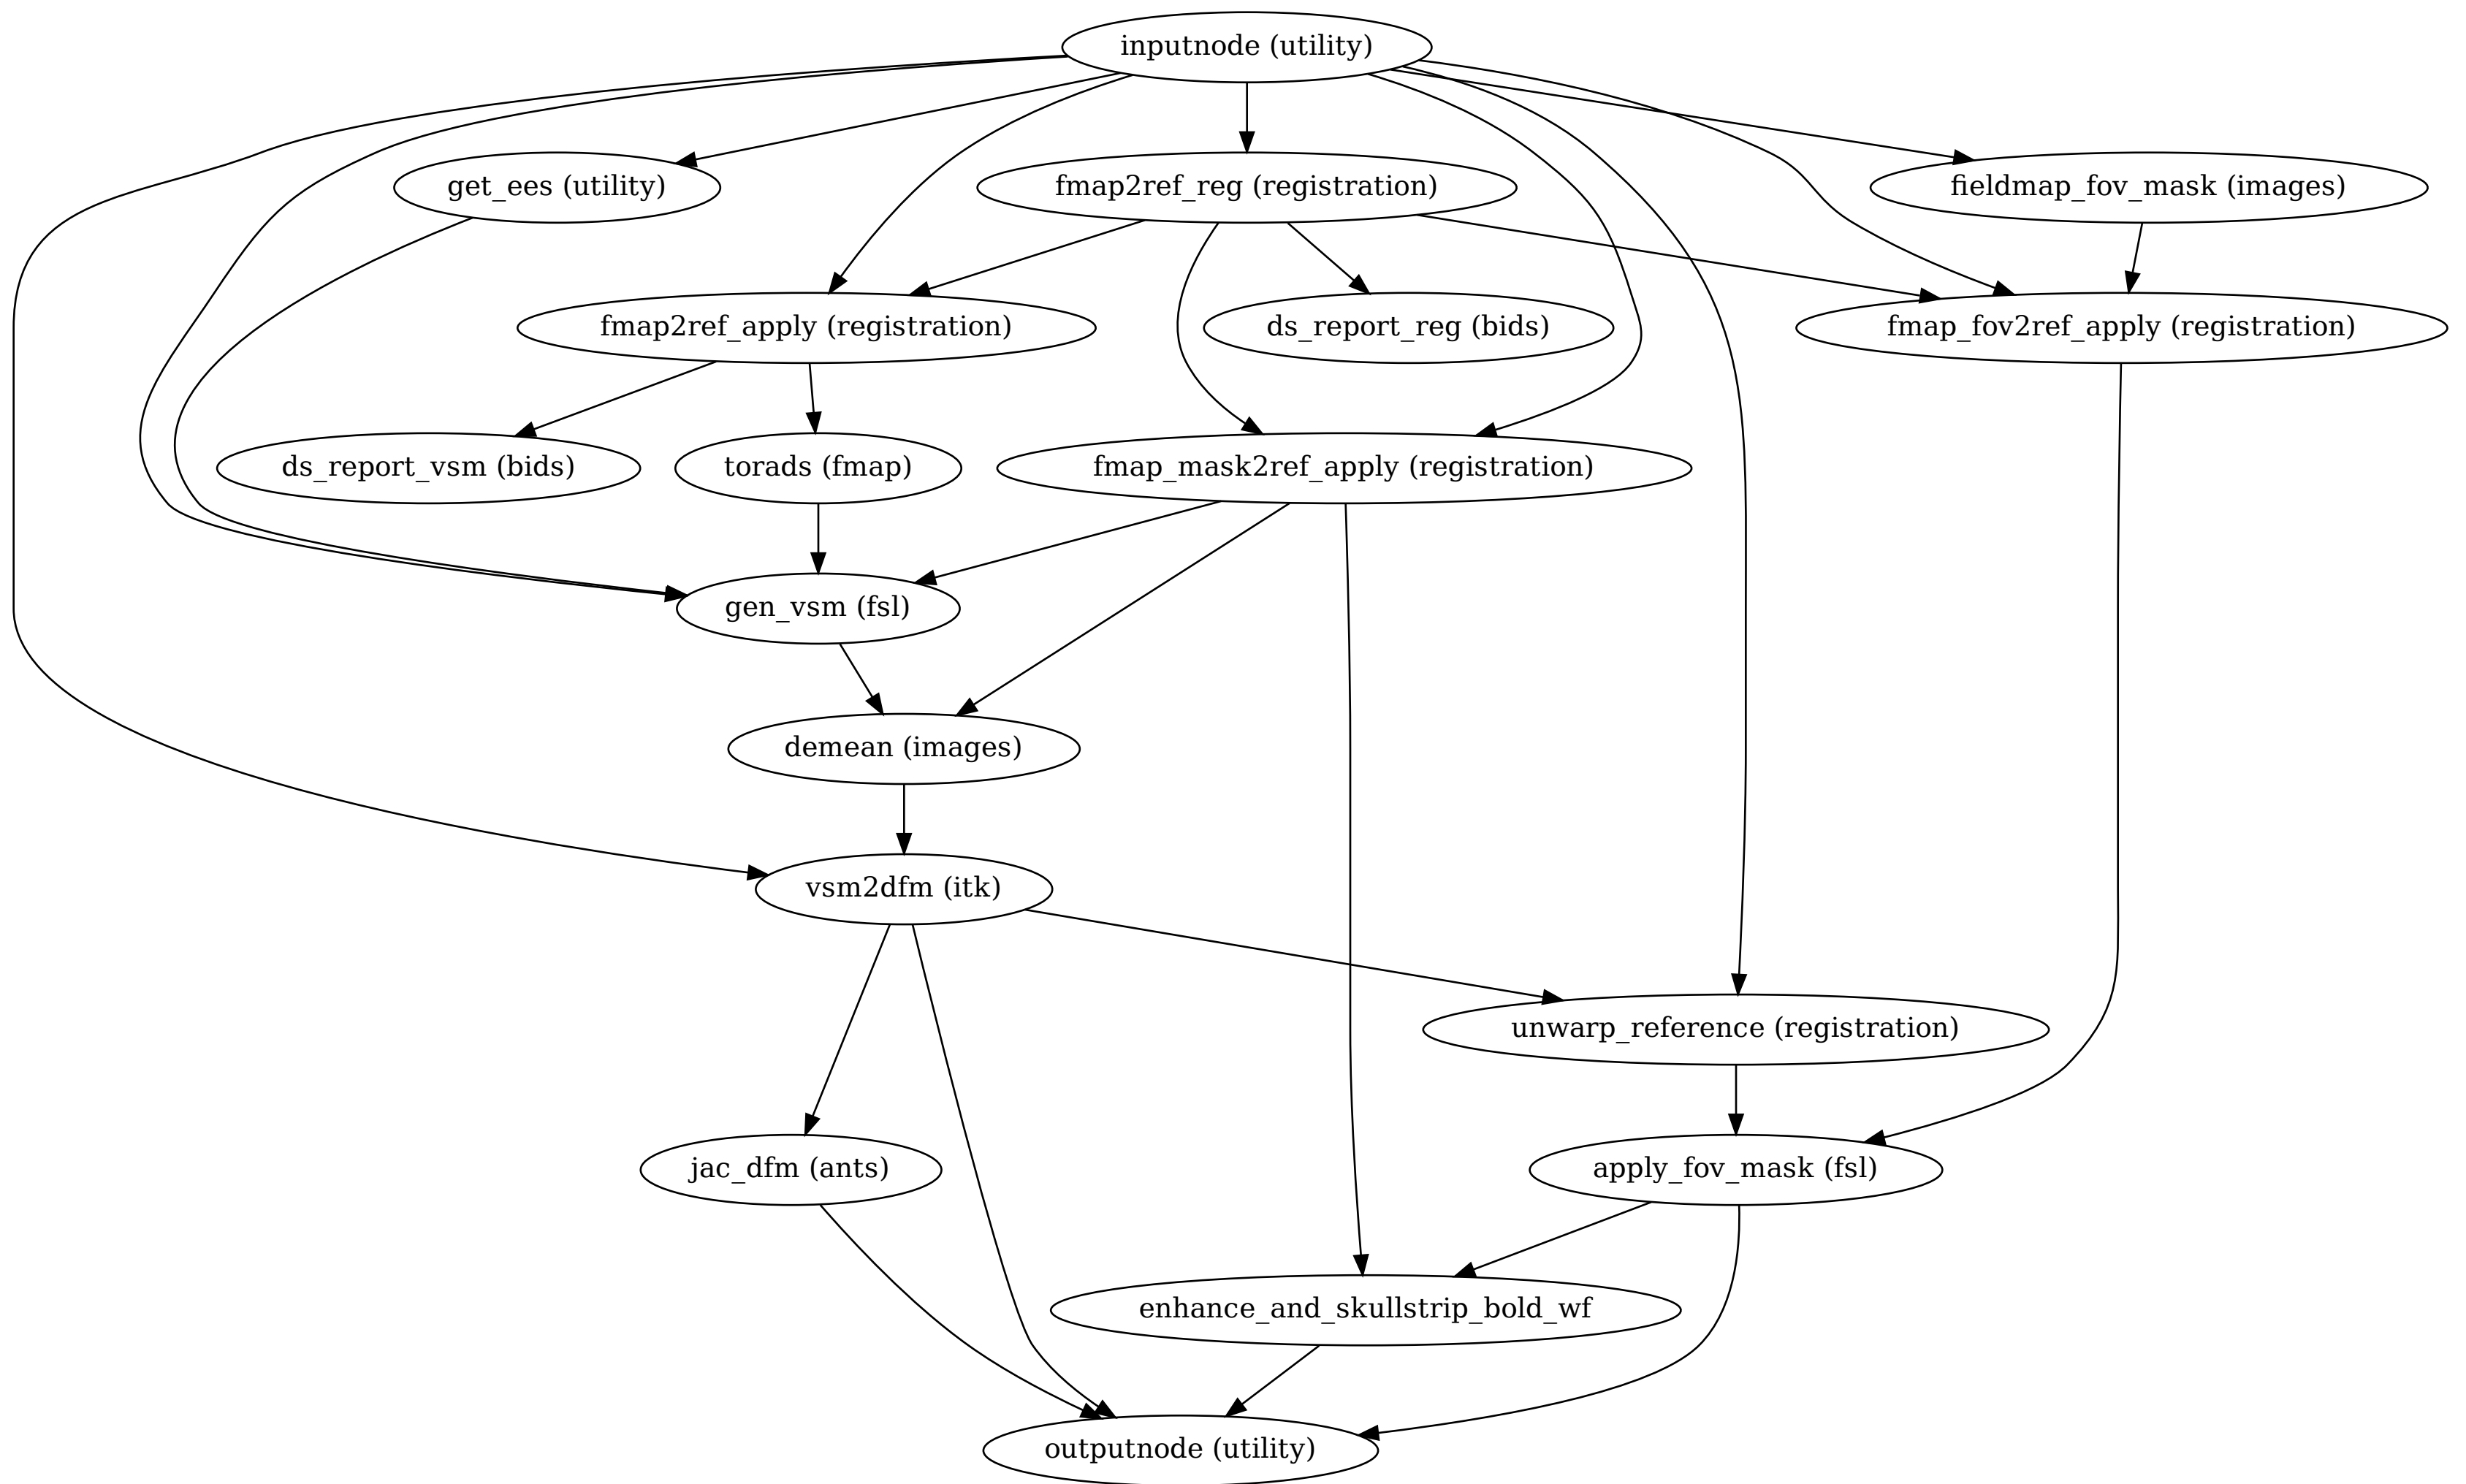 inputnode (utility)
get_ees (utility)
fmap2ref_reg (registration)
fieldmap_fov_mask (images)
fmap2ref_apply (registration)
ds_report_reg (bids)
fmap_fov2ref_apply (registration)
ds_report_vsm (bids)
torads (fmap)
fmap_mask2ref_apply (registration)
gen_vsm (fsl)
demean (images)
vsm2dfm (itk)
unwarp_reference (registration)
jac_dfm (ants)
apply_fov_mask (fsl)
enhance_and_skullstrip_bold_wf
outputnode (utility)